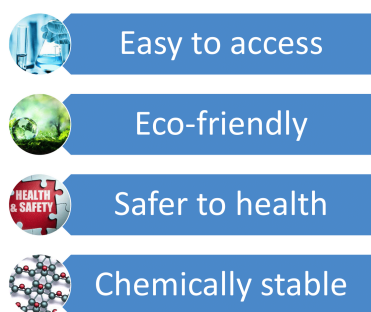 Easy to access
Eco-friendly
HEALTH
& SAFETY
Safer to health
Chemically stable